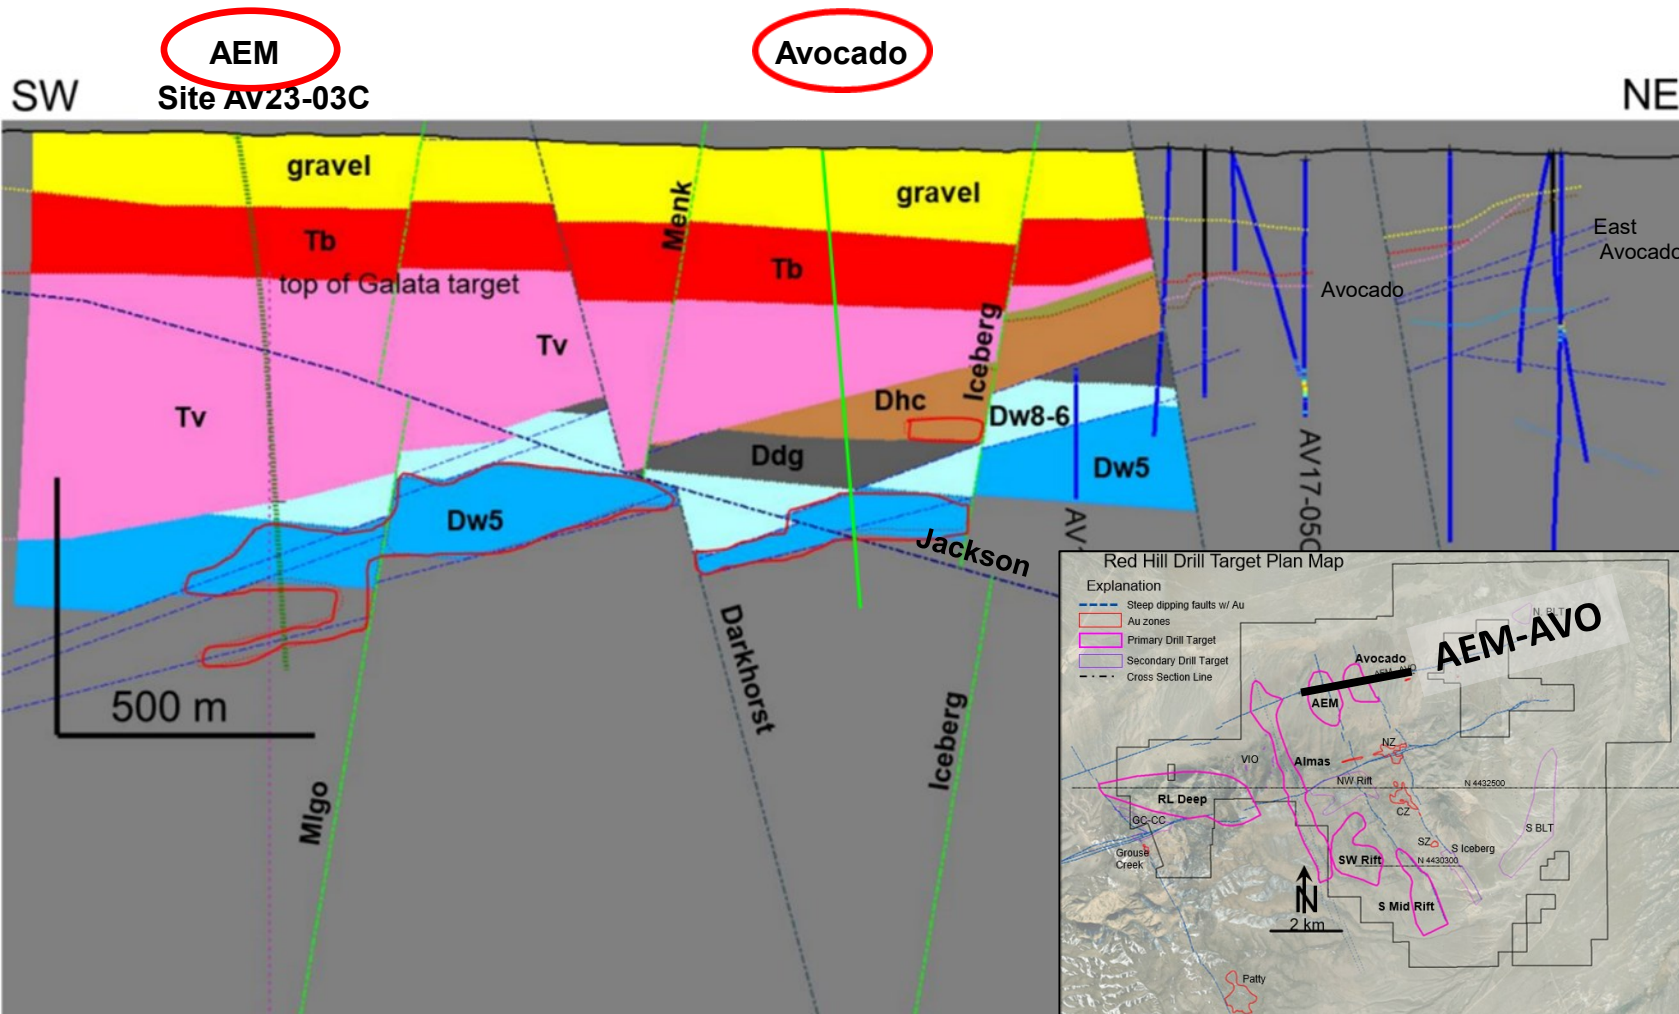 AEM
Avocado
SW
Site AV23-03C
NE
gravel
gravel
Menk
Tb
Tb
East
Avocado
top of Galata target
Avocado
Iceberg
Tv
Tv
Dhc
Dw8-6
Ddg
Dw5
Dw5
AV17-05C
AV-
Jackson
Darkhorst
Iceberg
Mlgo
500 m
Red Hill Drill Target Plan Map
Explanation
Steep dipping faults w/ Au
Au zones
Primary Drill Target
Secondary Drill Target
Cross Section Line
N BLT
AEM-AVO
Avocado
AEM-AVO
AEM
NZ
VIO
Almas
NW Rift
N 4432500
RL Deep
CZ
GC-CC
S BLT
Grouse
Creek
SZ
S Iceberg
SW Rift
N 4430300
N
S Mid Rift
2 km
Patty